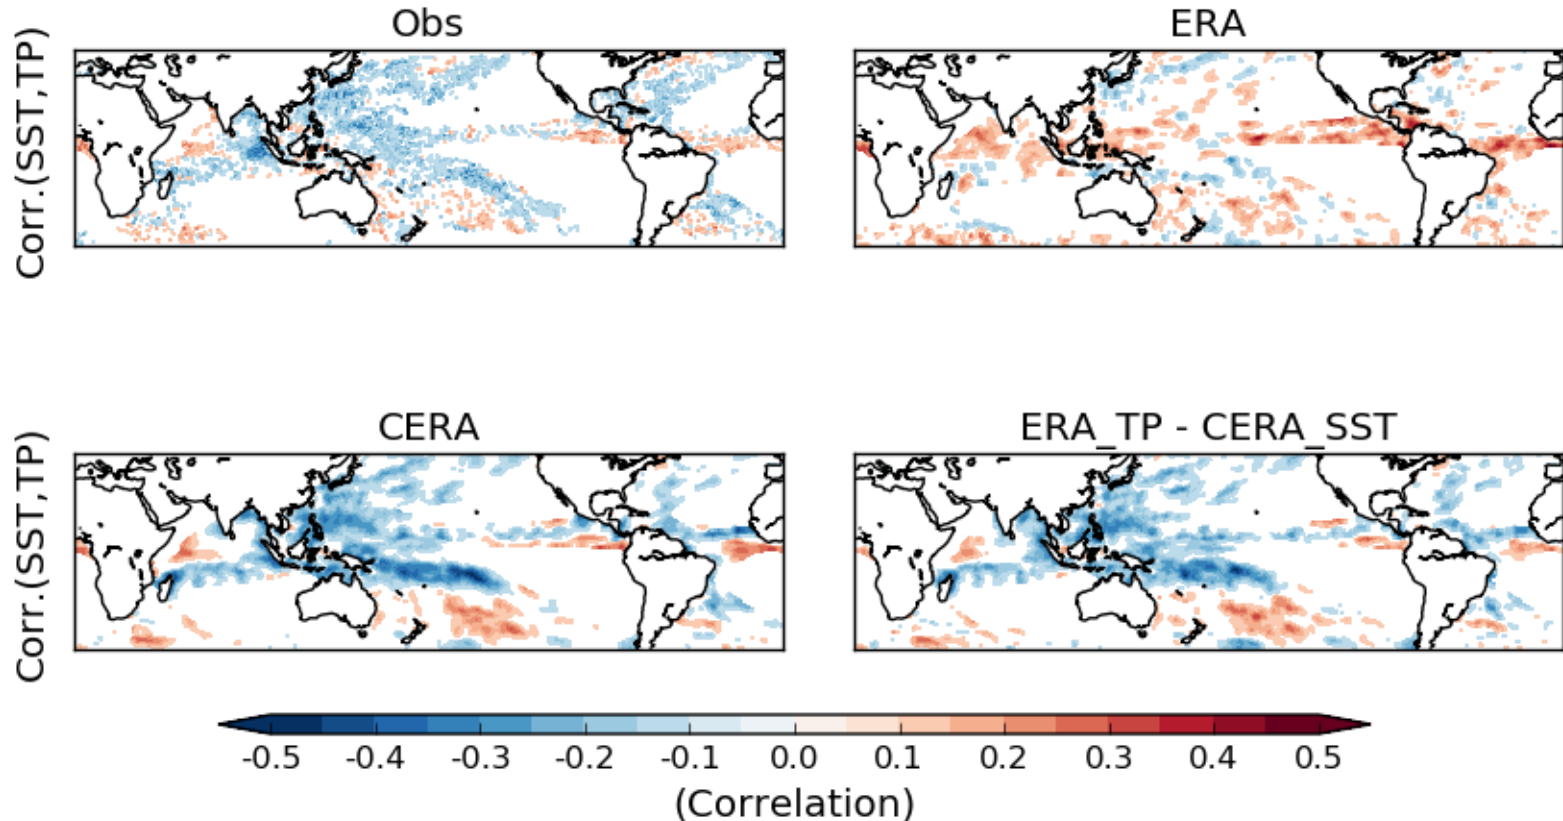 Obs
ERA
Corr.(SST,TP)
CERA
ERA_TP - CERA_SST
Corr.(SST,TP)
-0.5 -0.4 -0.3 -0.2 -0.1 0.0 0.1 0.2 0.3 0.4 0.5
(Correlation)